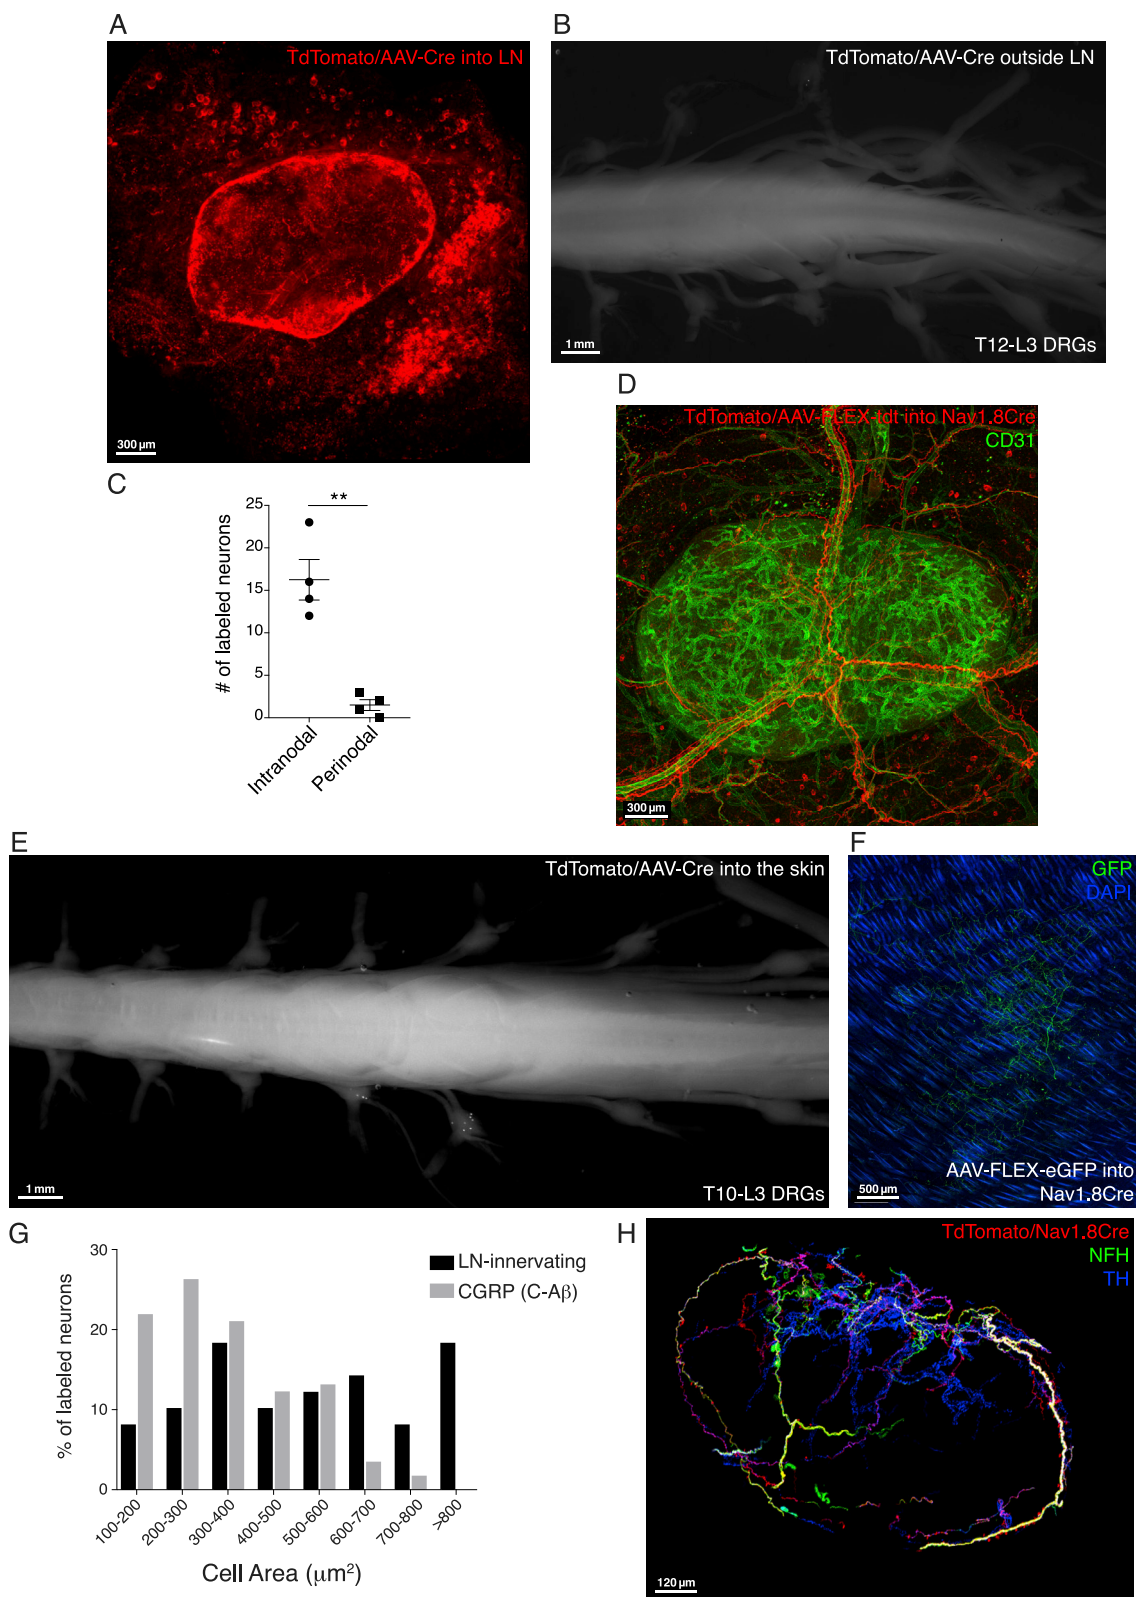 A
TdTomato/AAV-Cre into LN
300 µm
B
TdTomato/AAV-Cre outside LN
1 mm
T12-L3 DRGs
C
25
20
15
10
5
0
# of labeled neurons
**
Intranodal
Perinodal
D
TdTomato/AAV-FLEX-tdt into Nav1.8Cre
CD31
300 µm
E
TdTomato/AAV-Cre into the skin
1 mm
T10-L3 DRGs
F
GFP
DAPI
AAV-FLEX-eGFP into
Nav1.8Cre
500 µm
G
30
20
10
0
% of labeled neurons
LN-innervating
CGRP (C-Aβ)
100-200
200-300
300-400
400-500
500-600
600-700
700-800
>800
Cell Area (µm²)
H
TdTomato/Nav1.8Cre
NFH
TH
120 µm